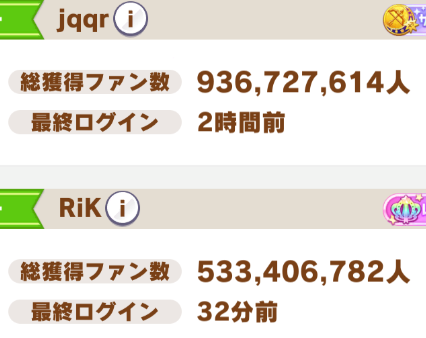 jqqr i
総獲得ファン数 936,727,614人
最終ログイン 2時間前
RiK i
総獲得ファン数 533,406,782人
最終ログイン 32分前